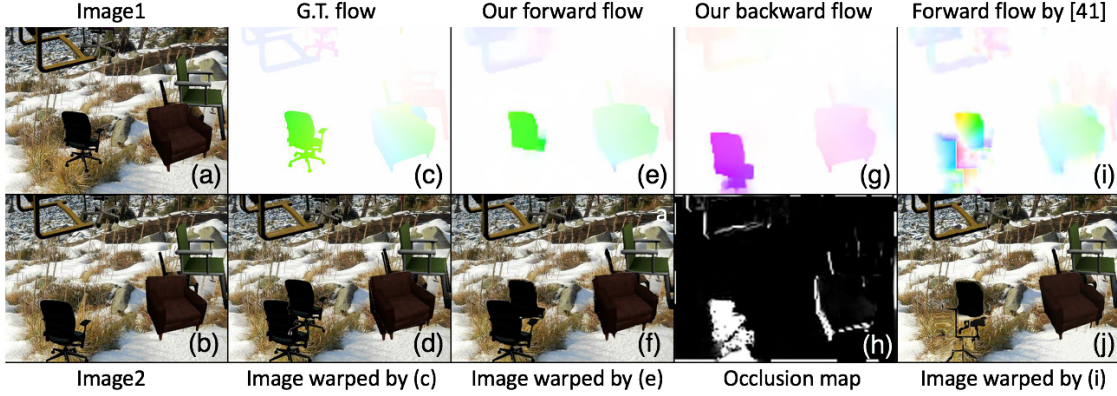 Image1 G.T. flow Our forward flow Our backward flow Forward flow by [41]
(a) (c) (e) (g) (i)
a
(b) (d) (f) (h) (j)
Image2 Image warped by (c) Image warped by (e) Occlusion map Image warped by (i)